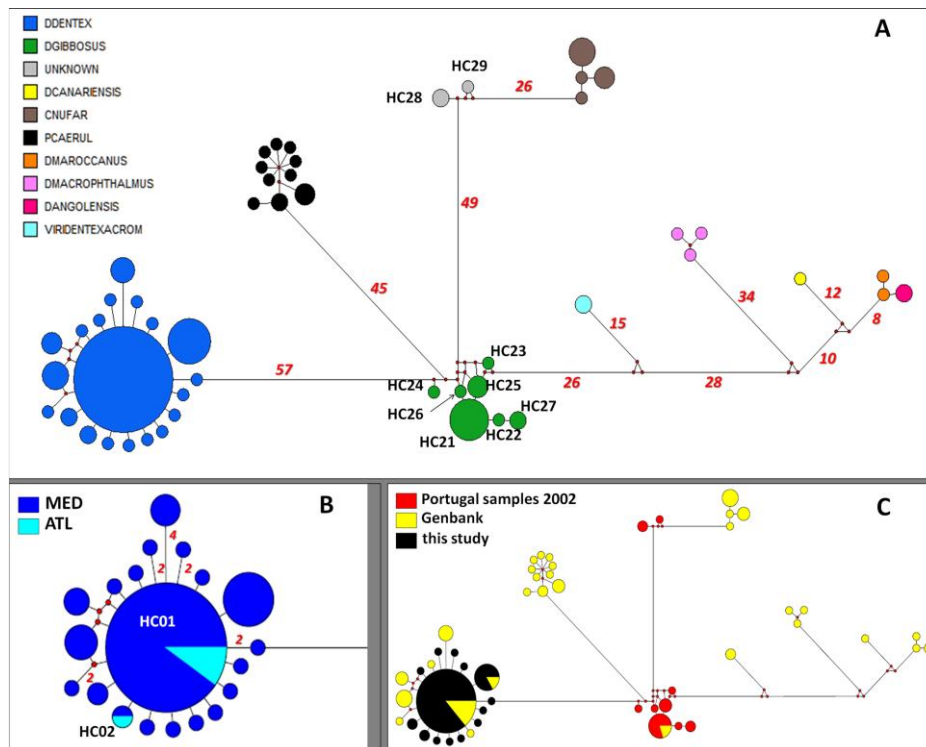 A
DDENTEX
DGIBBOSUS
UNKNOWN
DCANARIENSIS
CNUFAR
PCAERUL
DMAROCCANUS
DMACROPHTHALMUS
DANGOLENSIS
VIRIDENTEXACROM
HC29
HC28
26
49
45
34
12
8
15
10
57
26
28
HC23
HC24
HC25
HC26
HC27
HC21
HC22
B
MED
ATL
4
2
2
HC01
2
2
HC02
C
Portugal samples 2002
Genbank
this study